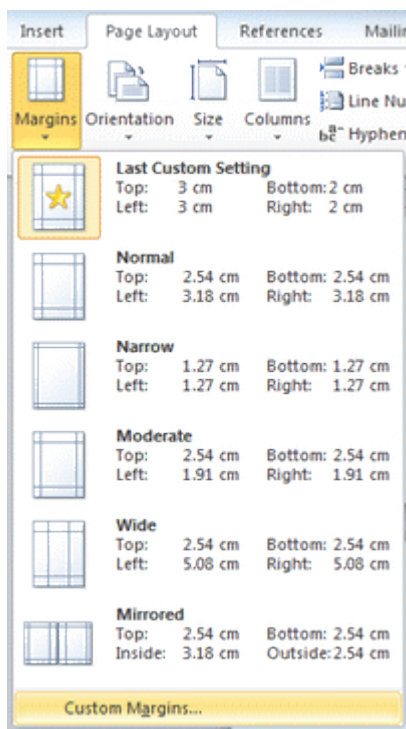 Insert Page Layout References Mailin
Breaks
Line Nu
Margins Orientation Size Columns
Hyphen
Last Custom Setting
Top: 3 cm Bottom: 2 cm
Left: 3 cm Right: 2 cm
Normal
Top: 2.54 cm Bottom: 2.54 cm
Left: 3.18 cm Right: 3.18 cm
Narrow
Top: 1.27 cm Bottom: 1.27 cm
Left: 1.27 cm Right: 1.27 cm
Moderate
Top: 2.54 cm Bottom: 2.54 cm
Left: 1.91 cm Right: 1.91 cm
Wide
Top: 2.54 cm Bottom: 2.54 cm
Left: 5.08 cm Right: 5.08 cm
Mirrored
Top: 2.54 cm Bottom: 2.54 cm
Inside: 3.18 cm Outside: 2.54 cm
Custom Margins...